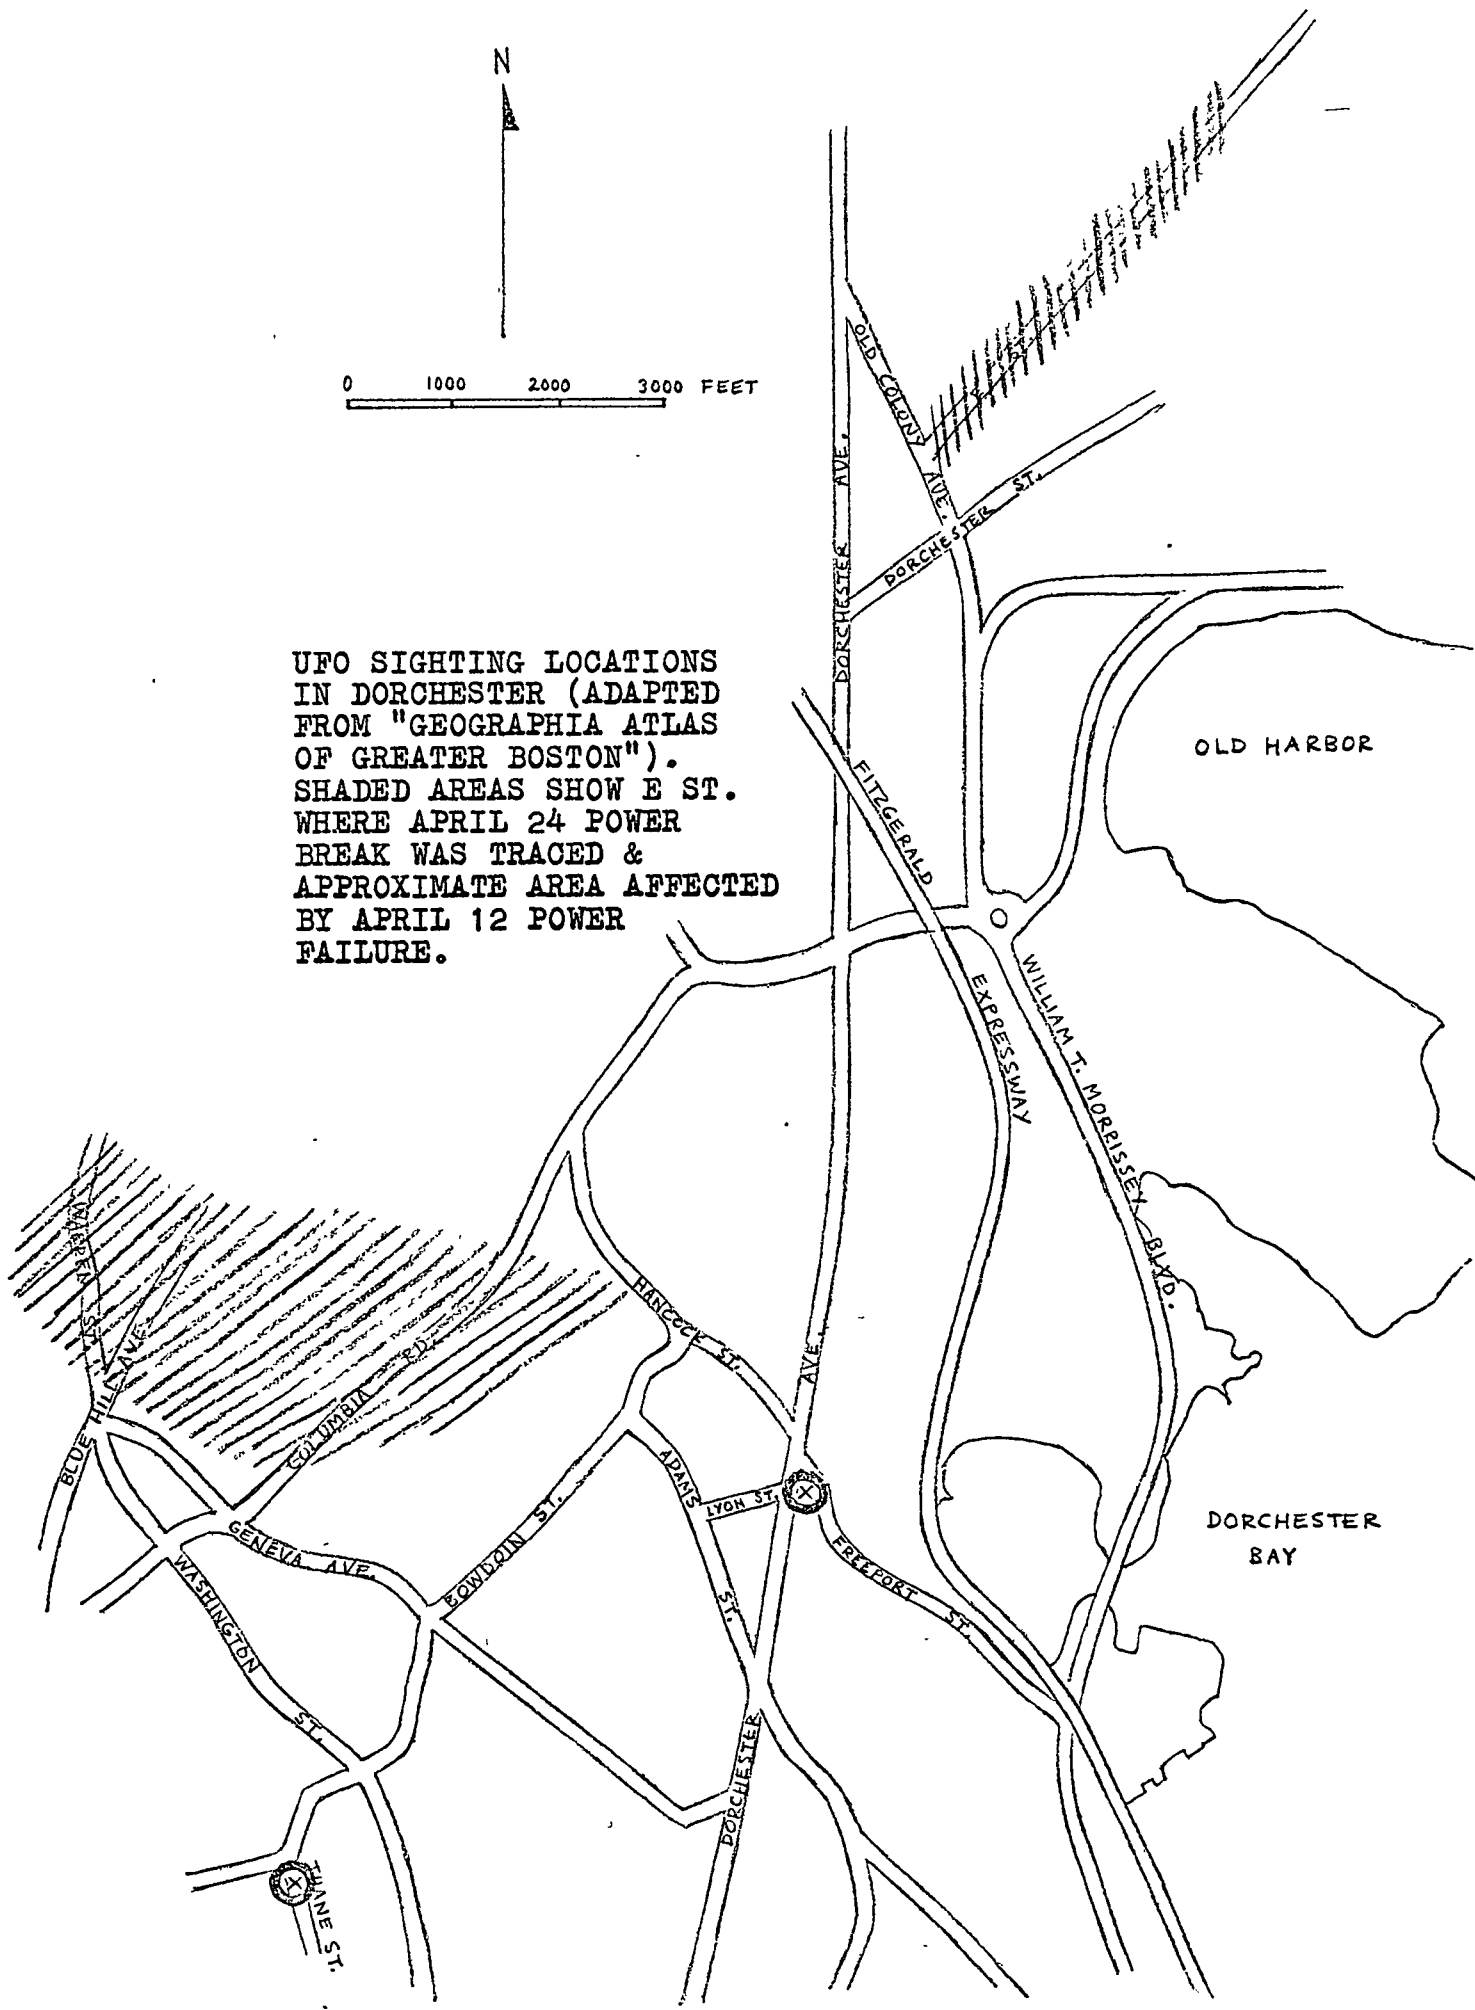 N
0 1000 2000 3000 FEET
OLD COLONY AVE.
DORCHESTER AVE.
DORCHESTER ST.
UFO SIGHTING LOCATIONS
IN DORCHESTER (ADAPTED
FROM "GEOGRAPHIA ATLAS
OF GREATER BOSTON").
SHADED AREAS SHOW E ST.
WHERE APRIL 24 POWER
BREAK WAS TRACED &
APPROXIMATE AREA AFFECTED
BY APRIL 12 POWER
FAILURE.
OLD HARBOR
FITZGERALD EXPRESSWAY
WILLIAM T. MORRISSEY BLVD.
WARREN ST.
BLUE HILL AVE.
COLUMBIA RD.
HANCOCK ST.
AVE.
ADAMS ST.
LYON ST.
X
BOWDOIN ST.
GENEVA AVE.
WASHINGTON ST.
FREEPORT ST.
DORCHESTER
BAY
DORCHESTER
X
THANE ST.